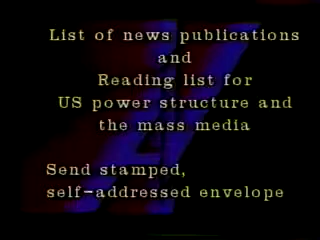 List of news publications
and
Reading list for
US power structure and
the mass media
Send stamped,
self-addressed envelope